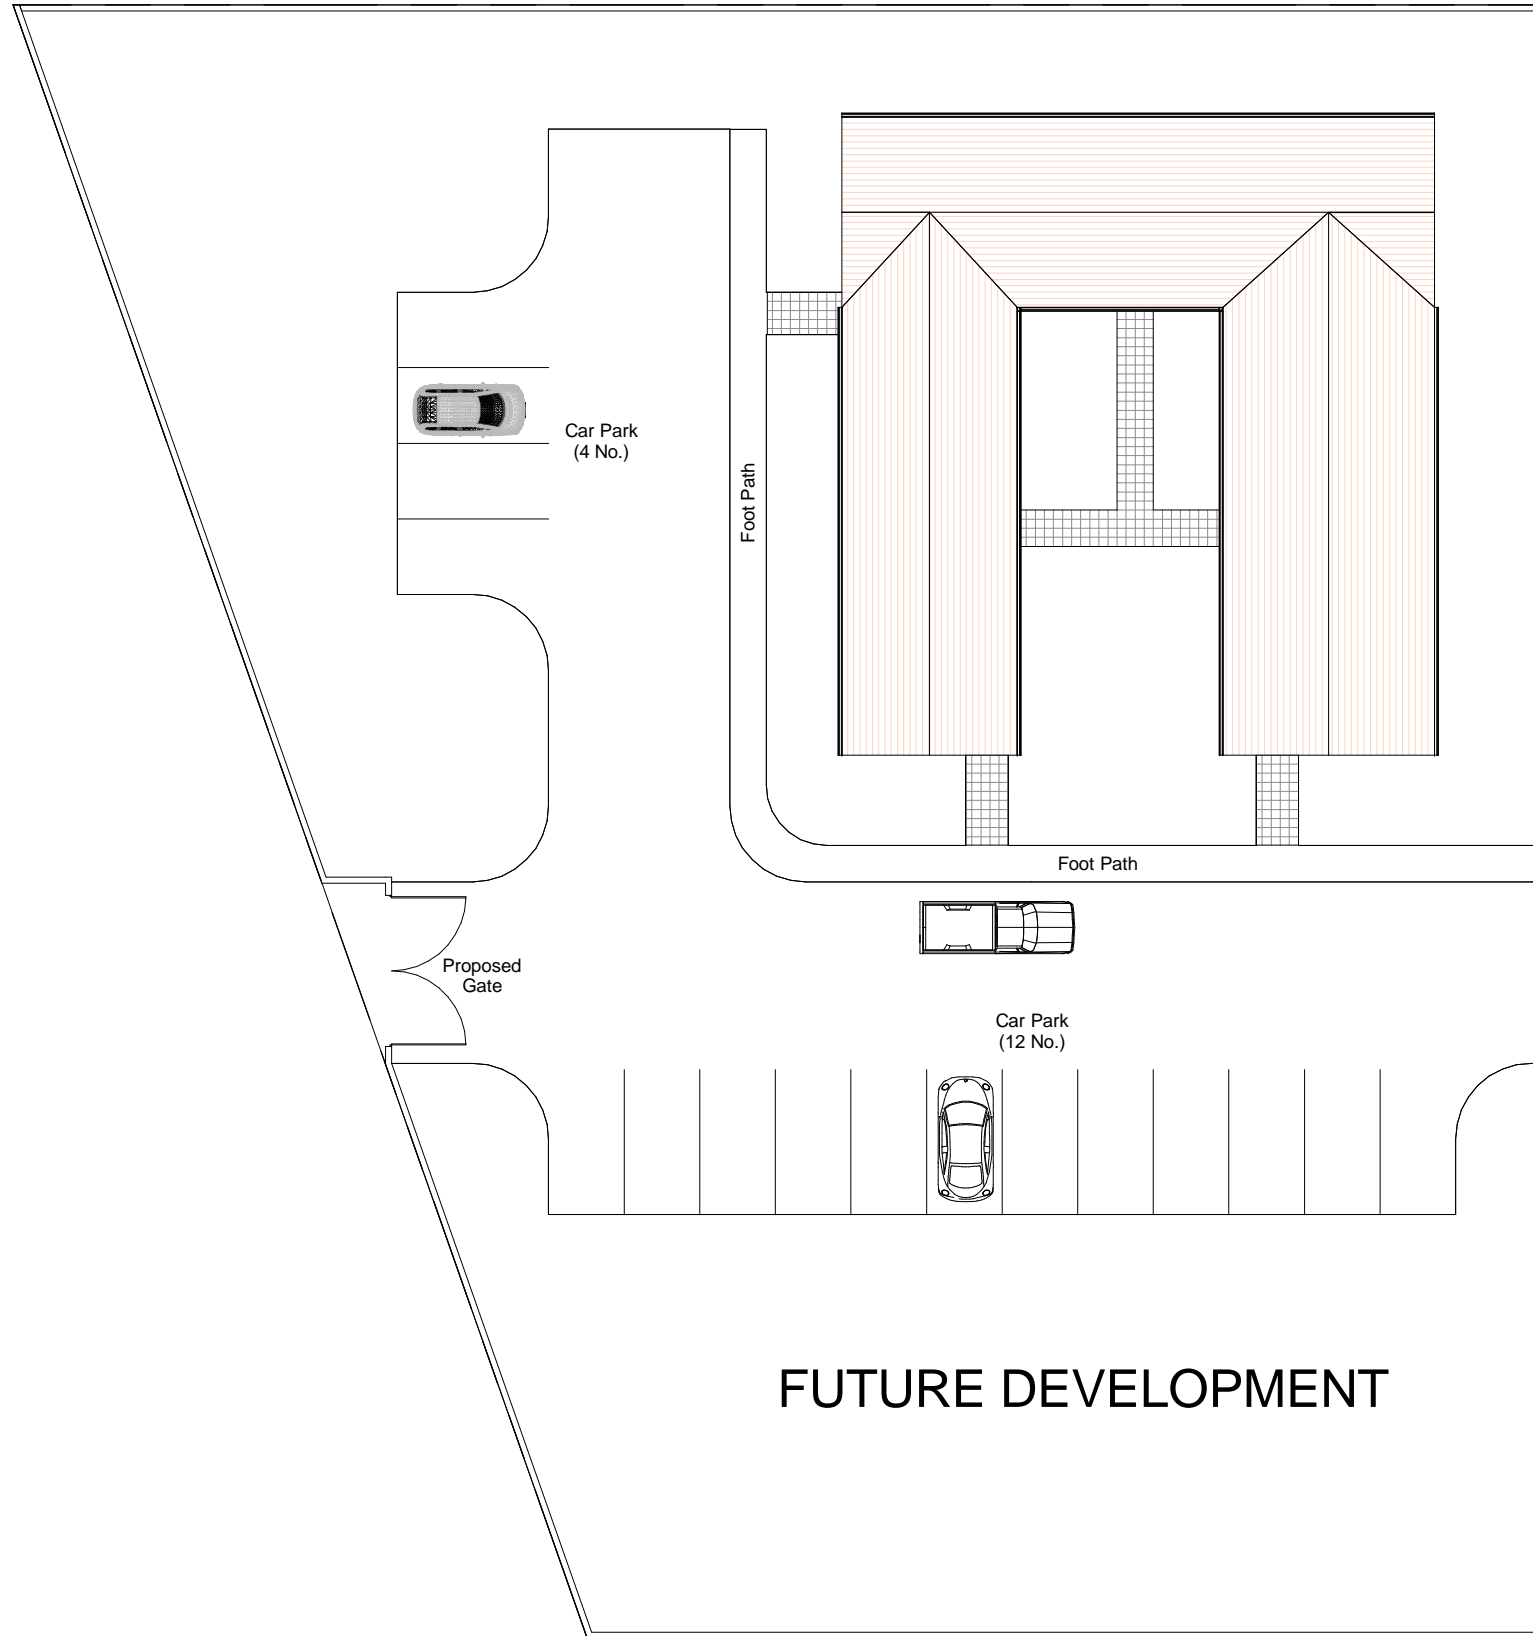 Car Park
(4 No.)
Foot Path
Foot Path
Proposed
Gate
Car Park
(12 No.)
FUTURE DEVELOPMENT